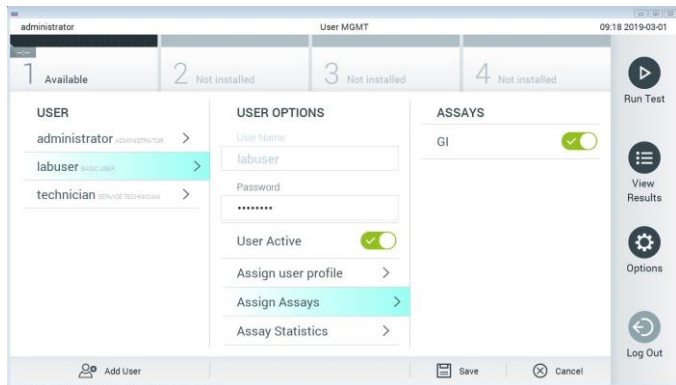 administrator
User MGMT
09:18 2019-03-01
1 Available
2 Not installed
3 Not installed
4 Not installed
Run Test
View
Results
Options
Log Out
USER
administrator ADMINISTRATOR
labuser BASIC USER
technician SERVICE TECHNICIAN
USER OPTIONS
User Name
labuser
Password
••••••••
User Active
Assign user profile
Assign Assays
Assay Statistics
ASSAYS
GI
Add User
Save
Cancel